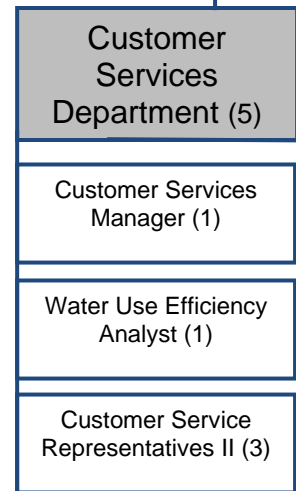 Customer
Services
Department (5)
Customer Services
Manager (1)
Water Use Efficiency
Analyst (1)
Customer Service
Representatives II (3)